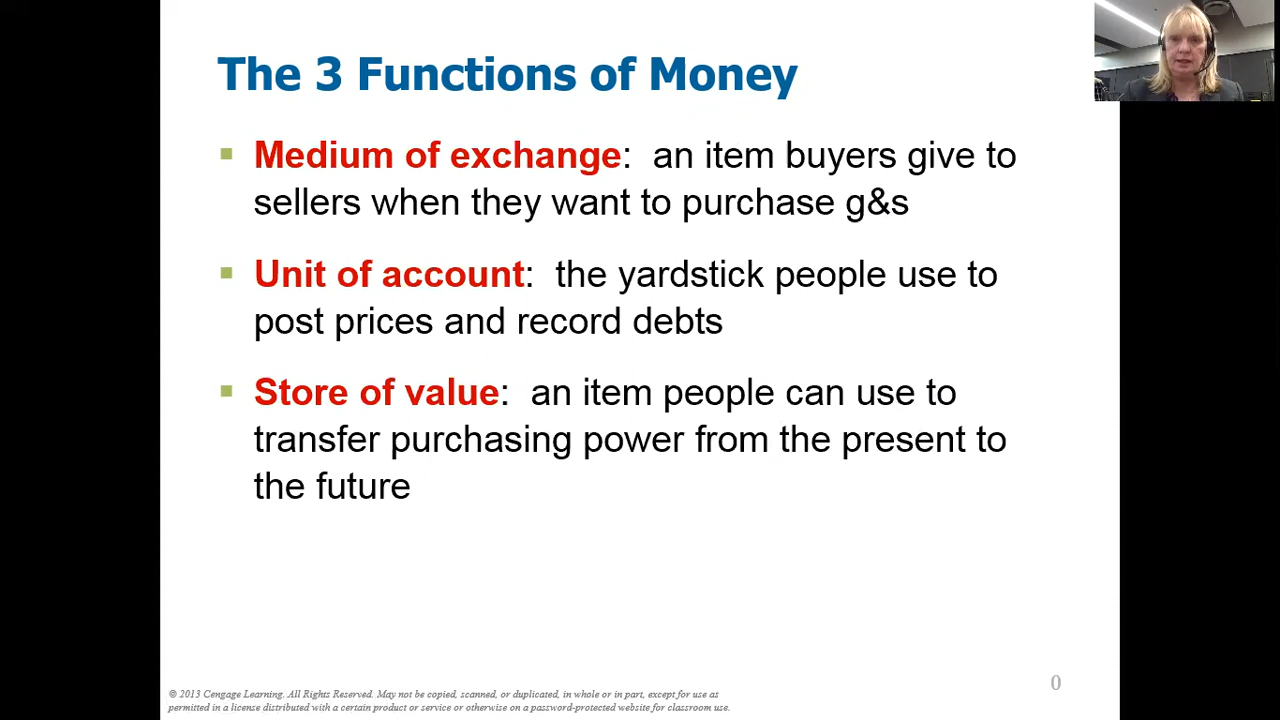 The 3 Functions of Money
▪ Medium of exchange:  an item buyers give to
sellers when they want to purchase g&s
▪ Unit of account:  the yardstick people use to
post prices and record debts
▪ Store of value:  an item people can use to
transfer purchasing power from the present to
the future
© 2013 Cengage Learning. All Rights Reserved. May not be copied, scanned, or duplicated, in whole or in part, except for use as
permitted in a license distributed with a certain product or service or otherwise on a password-protected website for classroom use.
0